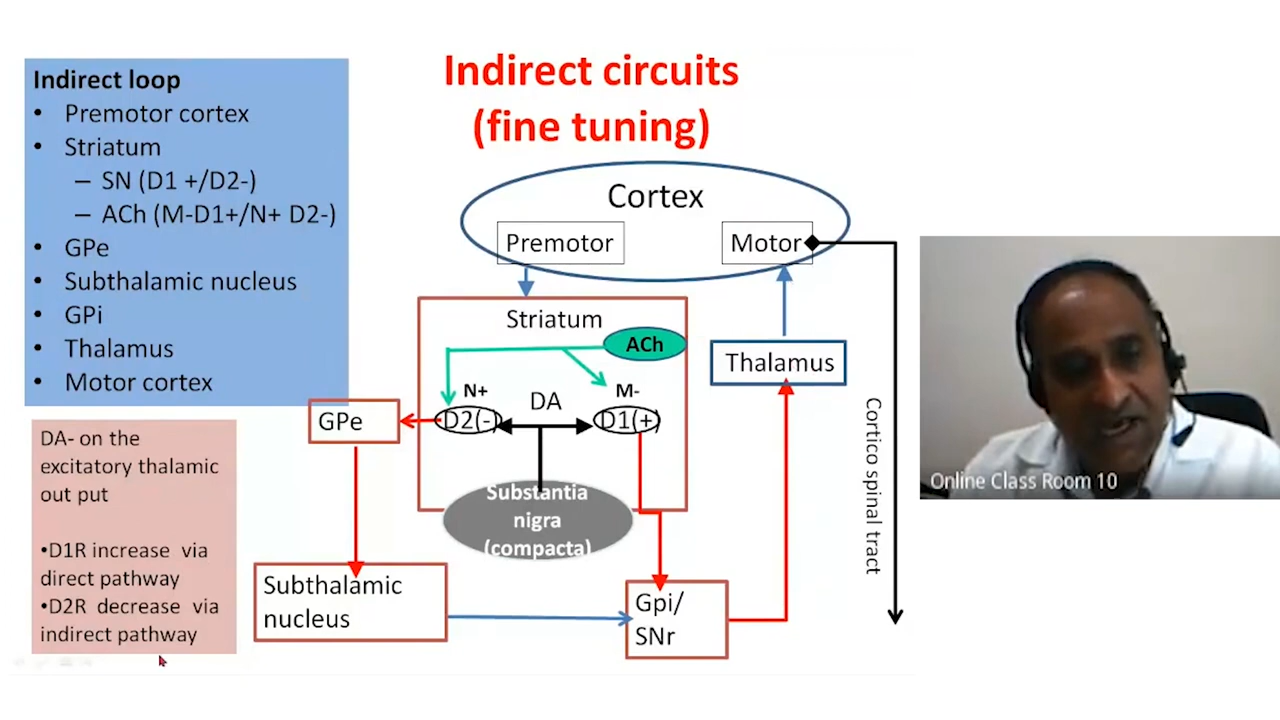 Indirect circuits
(fine tuning)
Indirect loop
• Premotor cortex
• Striatum
– SN (D1 +/D2-)
– ACh (M-D1+/N+ D2-)
• GPe
• Subthalamic nucleus
• GPi
• Thalamus
• Motor cortex
DA- on the
excitatory thalamic
out put
•D1R increase via
direct pathway
•D2R decrease via
indirect pathway
Cortex
Premotor
Motor
Striatum
ACh
N+
M-
DA
D2(-)
D1(+)
GPe
Thalamus
Substantia
nigra
(compacta)
Subthalamic
nucleus
Gpi/
SNr
Cortico spinal tract
Online Class Room 10